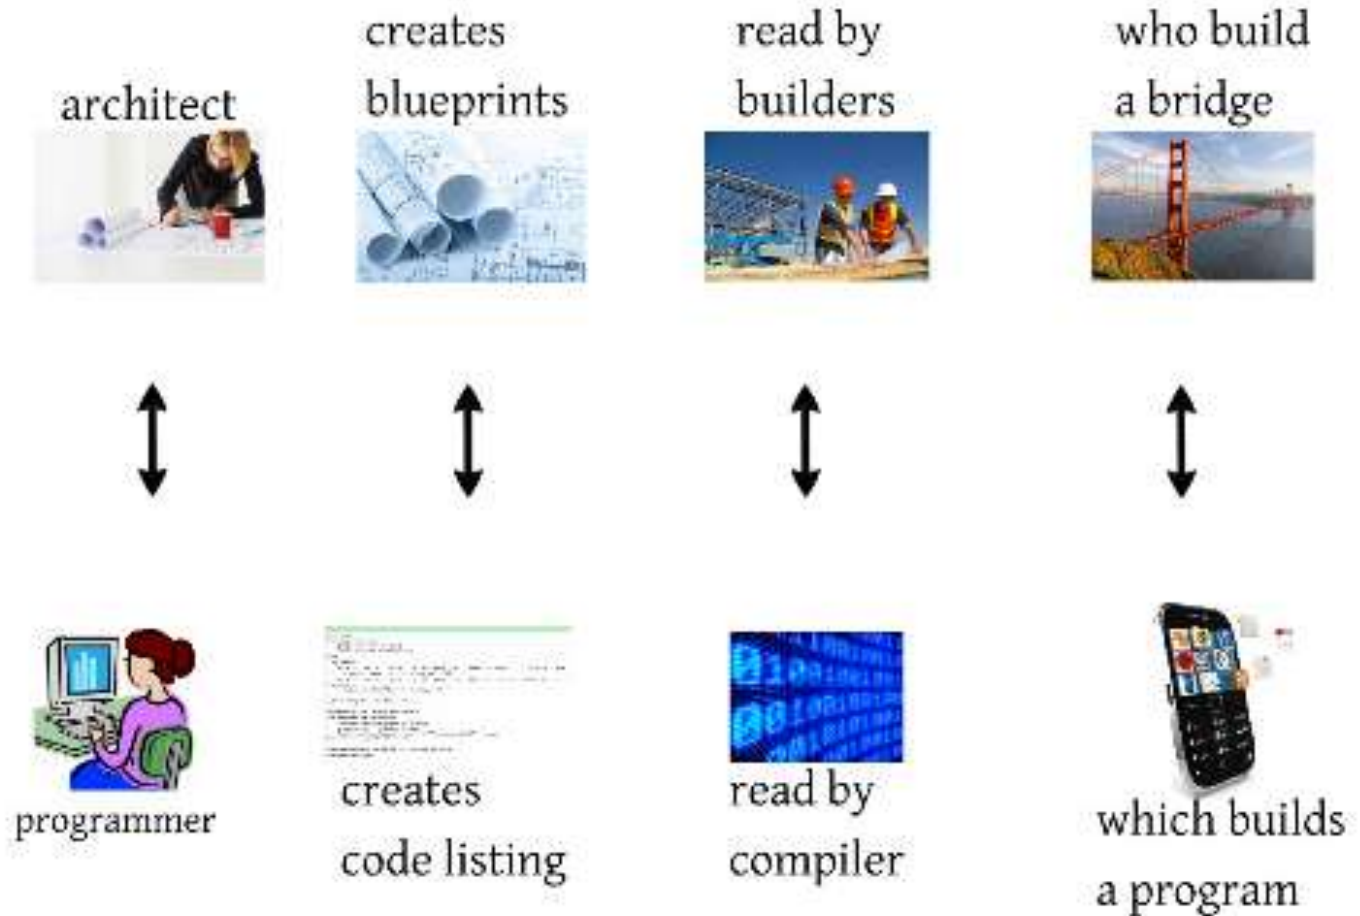 architect
creates
blueprints
read by
builders
who build
a bridge
programmer
creates
code listing
read by
compiler
which builds
a program